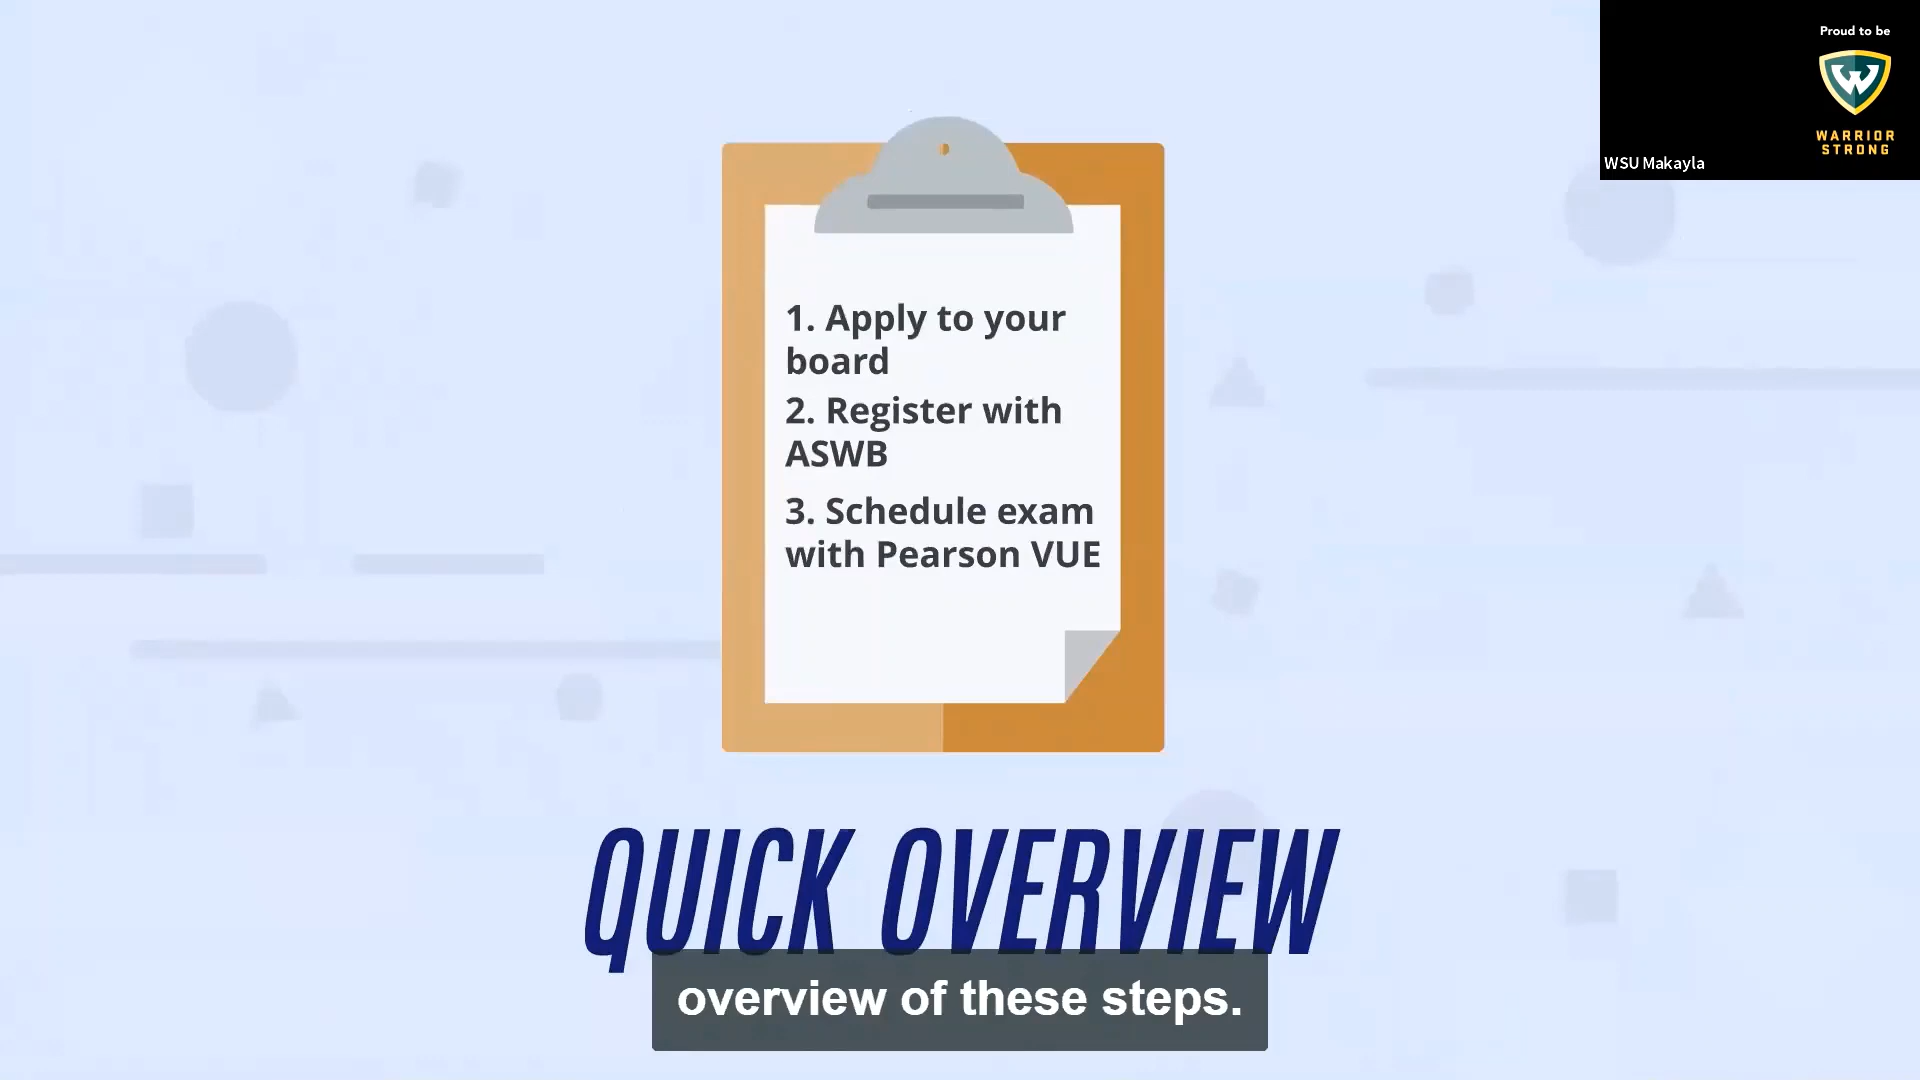 Proud to be
W
WARRIOR
STRONG
WSU Makayla
1. Apply to your
board
2. Register with
ASWB
3. Schedule exam
with Pearson VUE
QUICK OVERVIEW
overview of these steps.